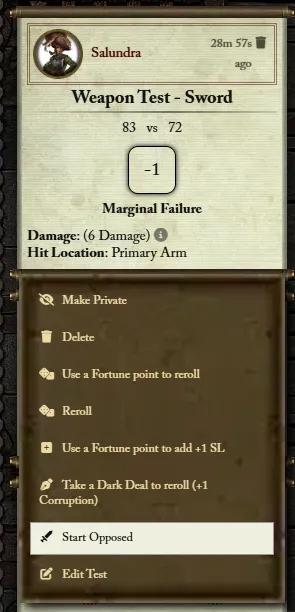 Salundra
28m 57s
ago
Weapon Test - Sword
83 vs 72
-1
Marginal Failure
Damage: (6 Damage)
Hit Location: Primary Arm
Make Private
Delete
Use a Fortune point to reroll
Reroll
Use a Fortune point to add +1 SL
Take a Dark Deal to reroll (+1
Corruption)
Start Opposed
Edit Test